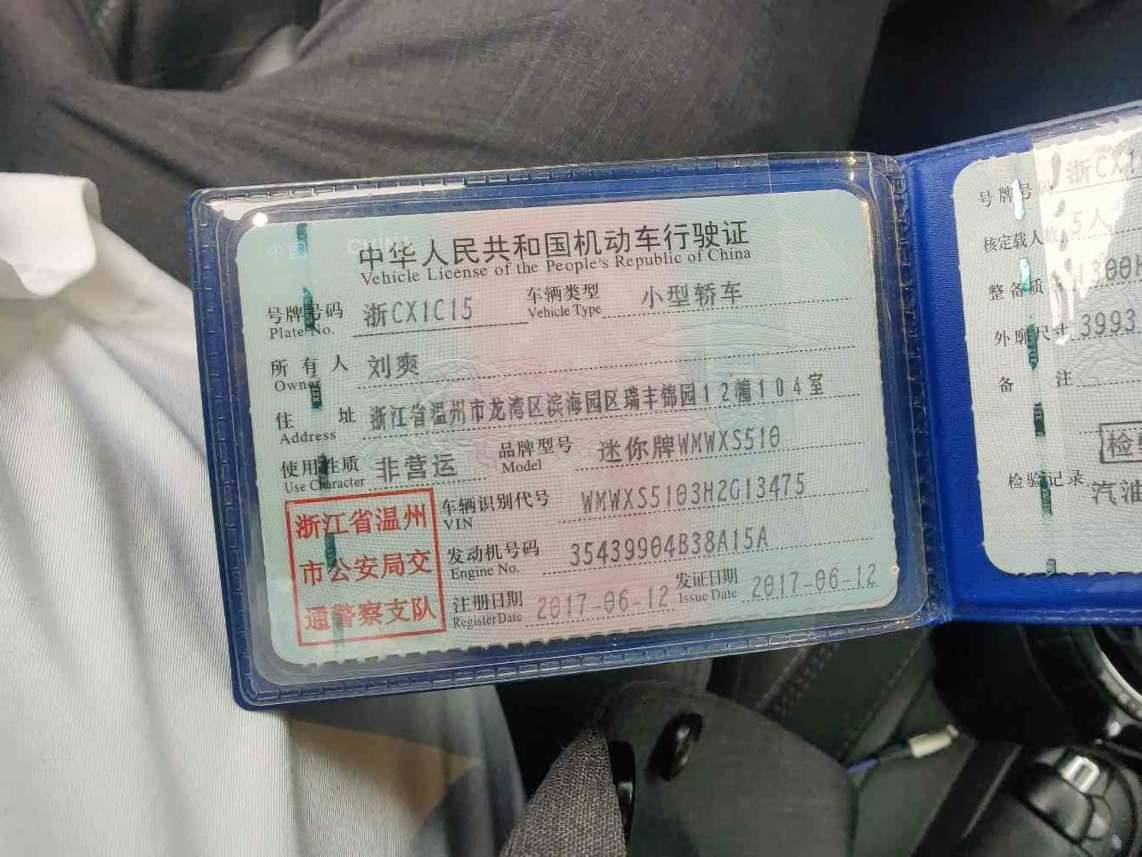 中国 CHINA
中华人民共和国机动车行驶证
Vehicle License of the People's Republic of China
号牌号码 浙CX1C15 车辆类型 小型轿车
Plate No. Vehicle Type
所有人 刘爽
Owner
住址 浙江省温州市龙湾区滨海园区瑞丰锦园12幢104室
Address
使用性质 非营运 品牌型号 迷你牌WMWXS510
Use Character Model
浙江省温州
市公安局交
通警察支队
车辆识别代号 WMWXS5103H2G13475
VIN
发动机号码 35439904B38A15A
Engine No.
注册日期 2017-06-12 发证日期 2017-06-12
Register Date Issue Date
号牌号 浙CX1
核定载人 5人
整备质 1300
外廓尺寸 3993
备注
检
检验记录 汽油